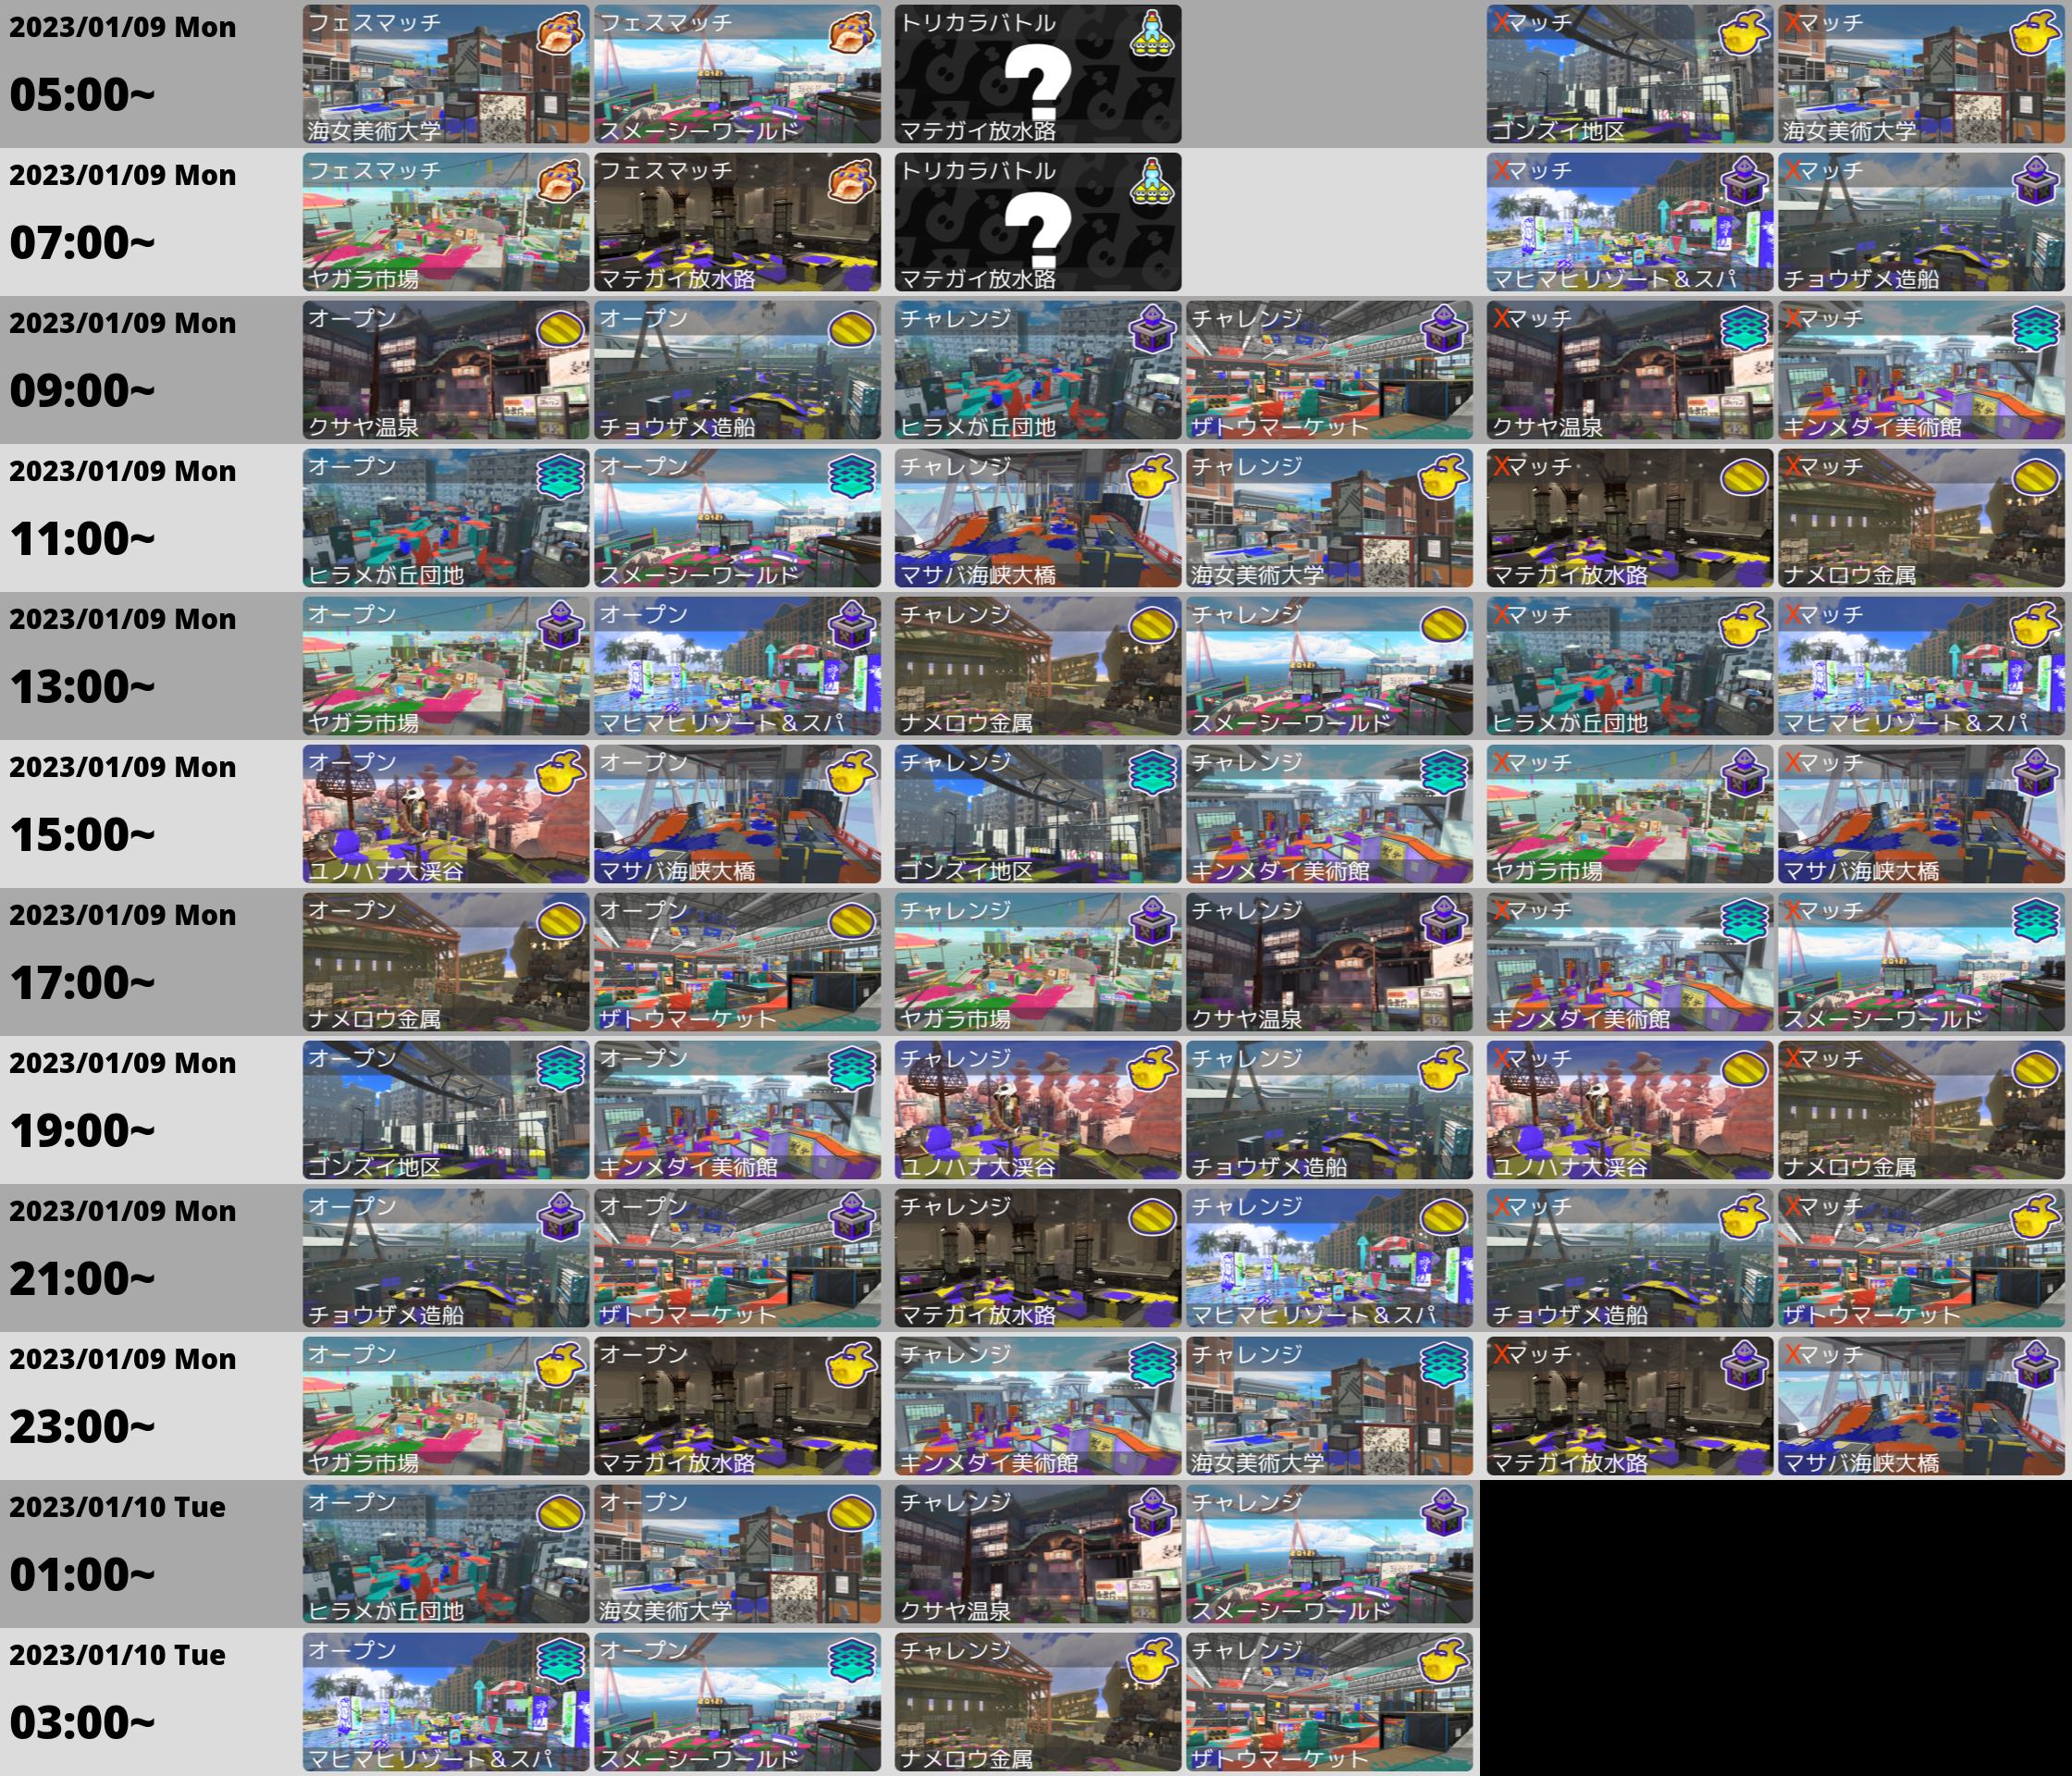 2023/01/09 Mon
05:00~
フェスマッチ
海女美術大学
フェスマッチ
スメーシーワールド
トリカラバトル
?
マテガイ放水路
Xマッチ
ゴンズイ地区
Xマッチ
海女美術大学
2023/01/09 Mon
07:00~
フェスマッチ
ヤガラ市場
フェスマッチ
マテガイ放水路
トリカラバトル
?
マテガイ放水路
Xマッチ
マヒマヒリゾート&スパ
Xマッチ
チョウザメ造船
2023/01/09 Mon
09:00~
オープン
クサヤ温泉
オープン
チョウザメ造船
チャレンジ
ヒラメが丘団地
チャレンジ
ザトウマーケット
Xマッチ
クサヤ温泉
Xマッチ
キンメダイ美術館
2023/01/09 Mon
11:00~
オープン
ヒラメが丘団地
オープン
スメーシーワールド
チャレンジ
マサバ海峡大橋
チャレンジ
海女美術大学
Xマッチ
マテガイ放水路
Xマッチ
ナメロウ金属
2023/01/09 Mon
13:00~
オープン
ヤガラ市場
オープン
マヒマヒリゾート&スパ
チャレンジ
ナメロウ金属
チャレンジ
スメーシーワールド
Xマッチ
ヒラメが丘団地
Xマッチ
マヒマヒリゾート&スパ
2023/01/09 Mon
15:00~
オープン
ユノハナ大渓谷
オープン
マサバ海峡大橋
チャレンジ
ゴンズイ地区
チャレンジ
キンメダイ美術館
Xマッチ
ヤガラ市場
Xマッチ
マサバ海峡大橋
2023/01/09 Mon
17:00~
オープン
ナメロウ金属
オープン
ザトウマーケット
チャレンジ
ヤガラ市場
チャレンジ
クサヤ温泉
Xマッチ
キンメダイ美術館
Xマッチ
スメーシーワールド
2023/01/09 Mon
19:00~
オープン
ゴンズイ地区
オープン
キンメダイ美術館
チャレンジ
ユノハナ大渓谷
チャレンジ
チョウザメ造船
Xマッチ
ユノハナ大渓谷
Xマッチ
ナメロウ金属
2023/01/09 Mon
21:00~
オープン
チョウザメ造船
オープン
ザトウマーケット
チャレンジ
マテガイ放水路
チャレンジ
マヒマヒリゾート&スパ
Xマッチ
チョウザメ造船
Xマッチ
ザトウマーケット
2023/01/09 Mon
23:00~
オープン
ヤガラ市場
オープン
マテガイ放水路
チャレンジ
キンメダイ美術館
チャレンジ
海女美術大学
Xマッチ
マテガイ放水路
Xマッチ
マサバ海峡大橋
2023/01/10 Tue
01:00~
オープン
ヒラメが丘団地
オープン
海女美術大学
チャレンジ
クサヤ温泉
チャレンジ
スメーシーワールド
2023/01/10 Tue
03:00~
オープン
マヒマヒリゾート&スパ
オープン
スメーシーワールド
チャレンジ
ナメロウ金属
チャレンジ
ザトウマーケット